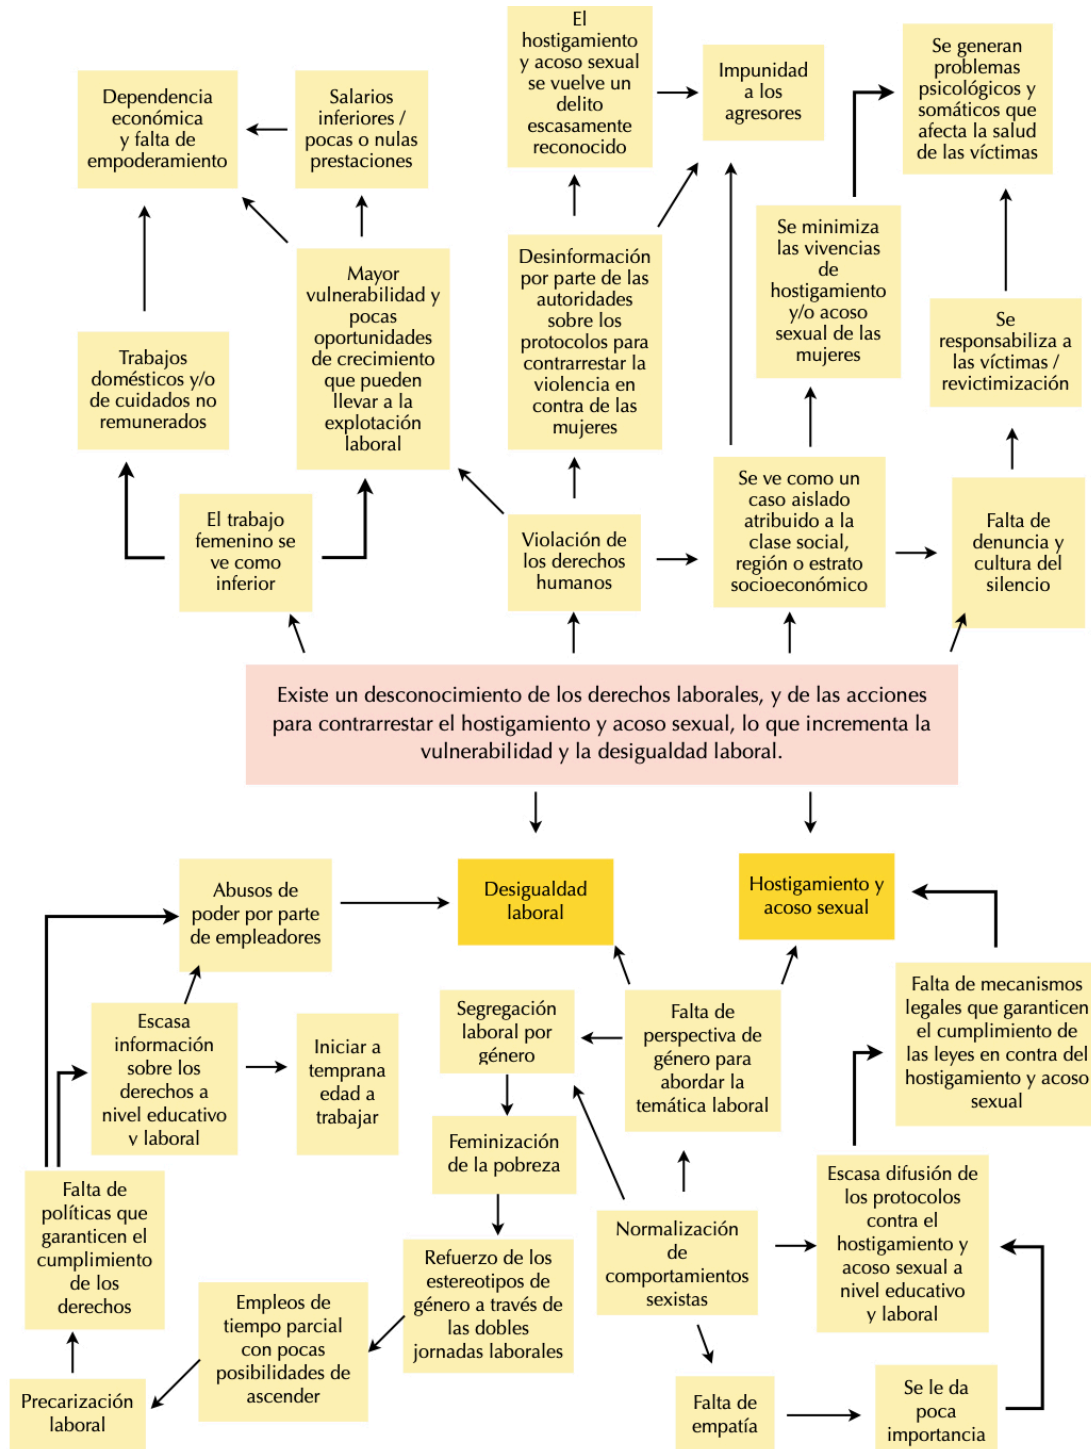 El
hostigamiento
y acoso sexual
se vuelve un
delito
escasamente
reconocido
Impunidad
a los
agresores
Se generan
problemas
psicológicos y
somáticos que
afecta la salud
de las víctimas
Dependencia
económica
y falta de
empoderamiento
Salarios
inferiores /
pocas o nulas
prestaciones
Se minimiza
las vivencias
de
hostigamiento
y/o acoso
sexual de las
mujeres
Desinformación
por parte de las
autoridades
sobre los
protocolos para
contrarrestar la
violencia en
contra de las
mujeres
Mayor
vulnerabilidad y
pocas
oportunidades
de crecimiento
que pueden
llevar a la
explotación
laboral
Se
responsabiliza
a las víctimas /
revictimización
Trabajos
domésticos y/o
de cuidados no
remunerados
El trabajo
femenino se
ve como
inferior
Violación de
los derechos
humanos
Se ve como un
caso aislado
atribuido a la
clase social,
región o estrato
socioeconómico
Falta de
denuncia y
cultura del
silencio
Existe un desconocimiento de los derechos laborales, y de las acciones
para contrarrestar el hostigamiento y acoso sexual, lo que incrementa la
vulnerabilidad y la desigualdad laboral.
Abusos de
poder por parte
de empleadores
Desigualdad
laboral
Hostigamiento y
acoso sexual
Escasa
información
sobre los
derechos a
nivel educativo
y laboral
Iniciar a
temprana
edad a
trabajar
Segregación
laboral por
género
Falta de
perspectiva de
género para
abordar la
temática laboral
Falta de mecanismos
legales que garanticen
el cumplimiento de
las leyes en contra del
hostigamiento y acoso
sexual
Feminización
de la pobreza
Falta de
políticas que
garanticen el
cumplimiento
de los
derechos
Refuerzo de los
estereotipos de
género a través de
las dobles
jornadas laborales
Normalización
de
comportamientos
sexistas
Escasa difusión de
los protocolos
contra el
hostigamiento y
acoso sexual a
nivel educativo
y laboral
Empleos de
tiempo parcial
con pocas
posibilidades de
ascender
Precarización
laboral
Falta de
empatía
Se le da
poca
importancia